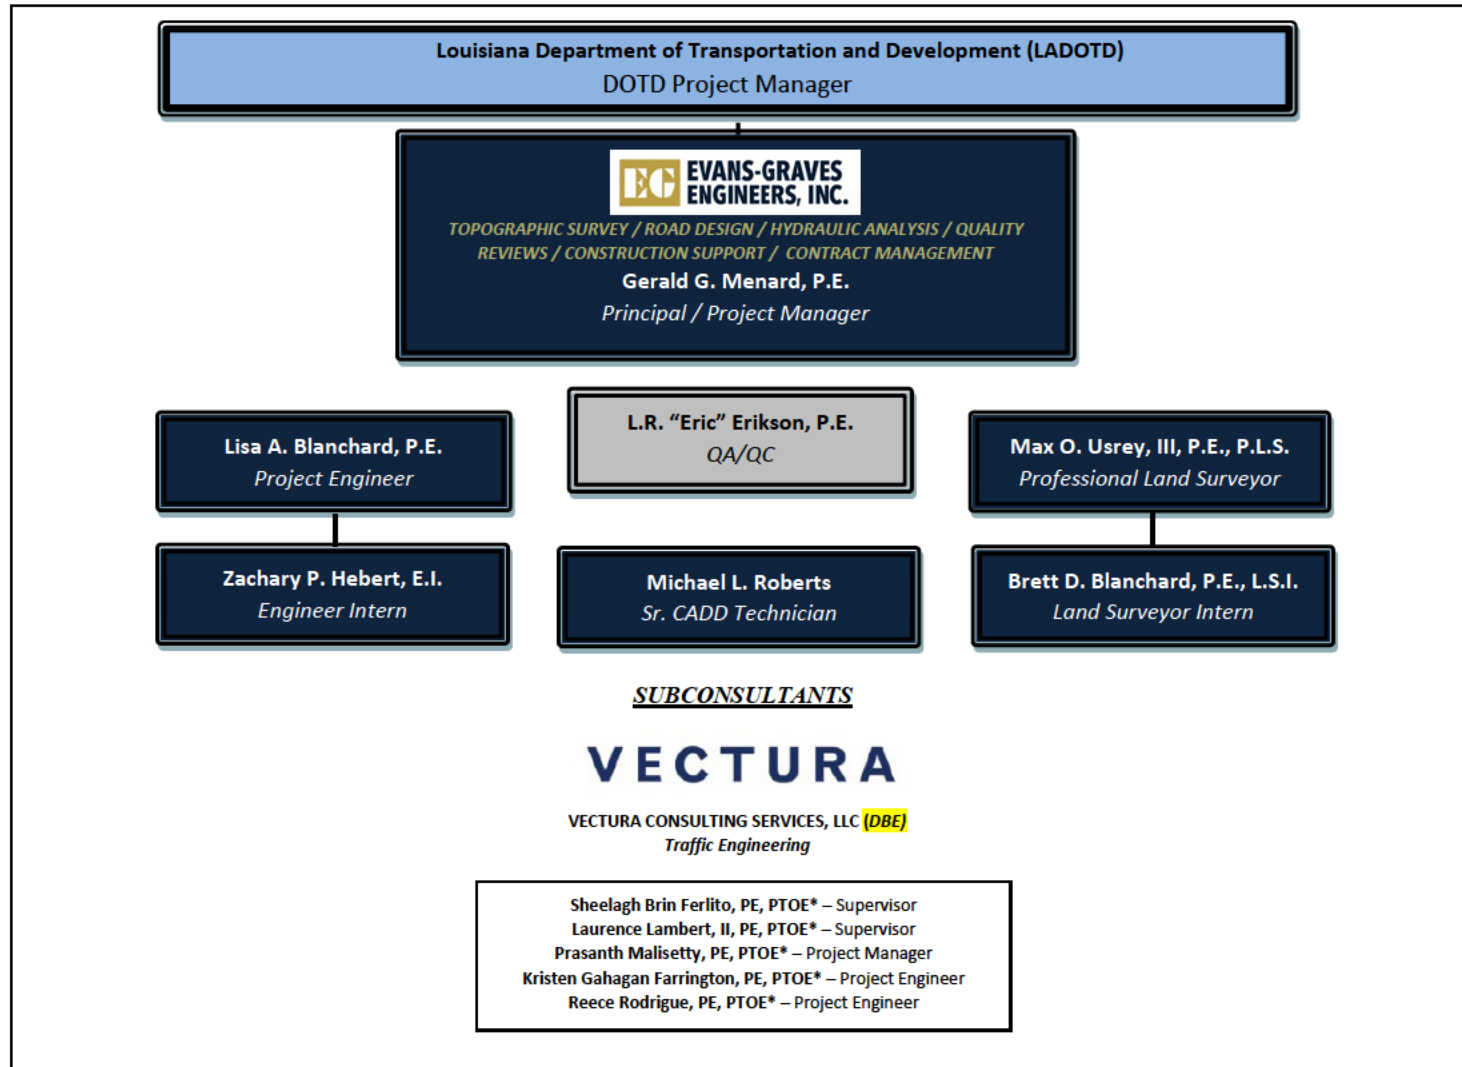 Louisiana Department of Transportation and Development (LADOTD)
DOTD Project Manager
EG
EVANS-GRAVES
ENGINEERS, INC.
TOPOGRAPHIC SURVEY / ROAD DESIGN / HYDRAULIC ANALYSIS / QUALITY
REVIEWS / CONSTRUCTION SUPPORT / CONTRACT MANAGEMENT
Gerald G. Menard, P.E.
Principal / Project Manager
L.R. “Eric” Erikson, P.E.
QA/QC
Lisa A. Blanchard, P.E.
Project Engineer
Max O. Usrey, III, P.E., P.L.S.
Professional Land Surveyor
Zachary P. Hebert, E.I.
Engineer Intern
Michael L. Roberts
Sr. CADD Technician
Brett D. Blanchard, P.E., L.S.I.
Land Surveyor Intern
SUBCONSULTANTS
VECTURA
VECTURA CONSULTING SERVICES, LLC (DBE)
Traffic Engineering
Sheelagh Brin Ferlito, PE, PTOE* – Supervisor
Laurence Lambert, II, PE, PTOE* – Supervisor
Prasanth Malisetty, PE, PTOE* – Project Manager
Kristen Gahagan Farrington, PE, PTOE* – Project Engineer
Reece Rodrigue, PE, PTOE* – Project Engineer